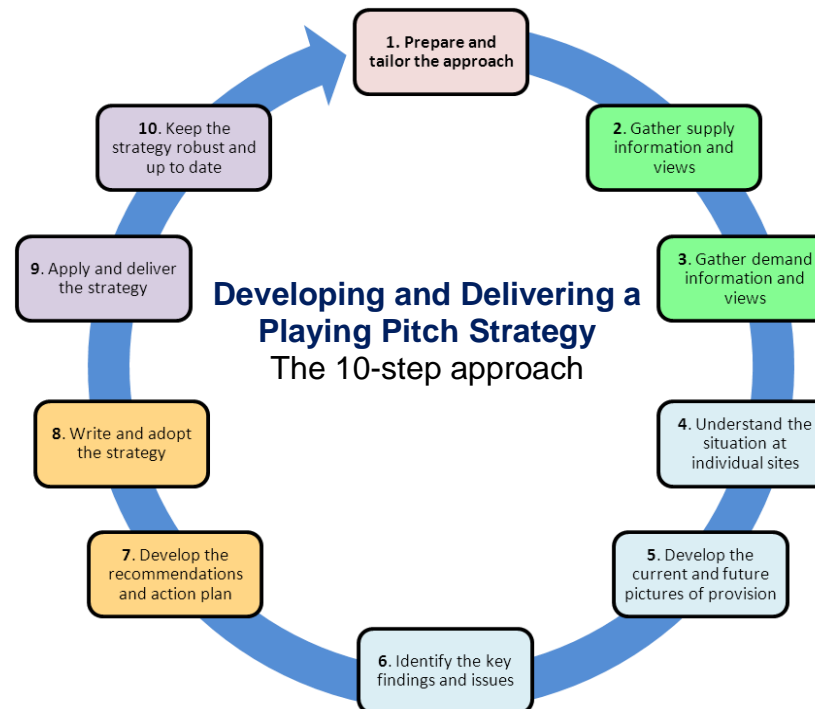 1. Prepare and
tailor the approach
2. Gather supply
information and
views
3. Gather demand
information and
views
4. Understand the
situation at
individual sites
5. Develop the
current and future
pictures of provision
6. Identify the key
findings and issues
7. Develop the
recommendations
and action plan
8. Write and adopt
the strategy
9. Apply and deliver
the strategy
10. Keep the
strategy robust and
up to date
Developing and Delivering a
Playing Pitch Strategy
The 10-step approach